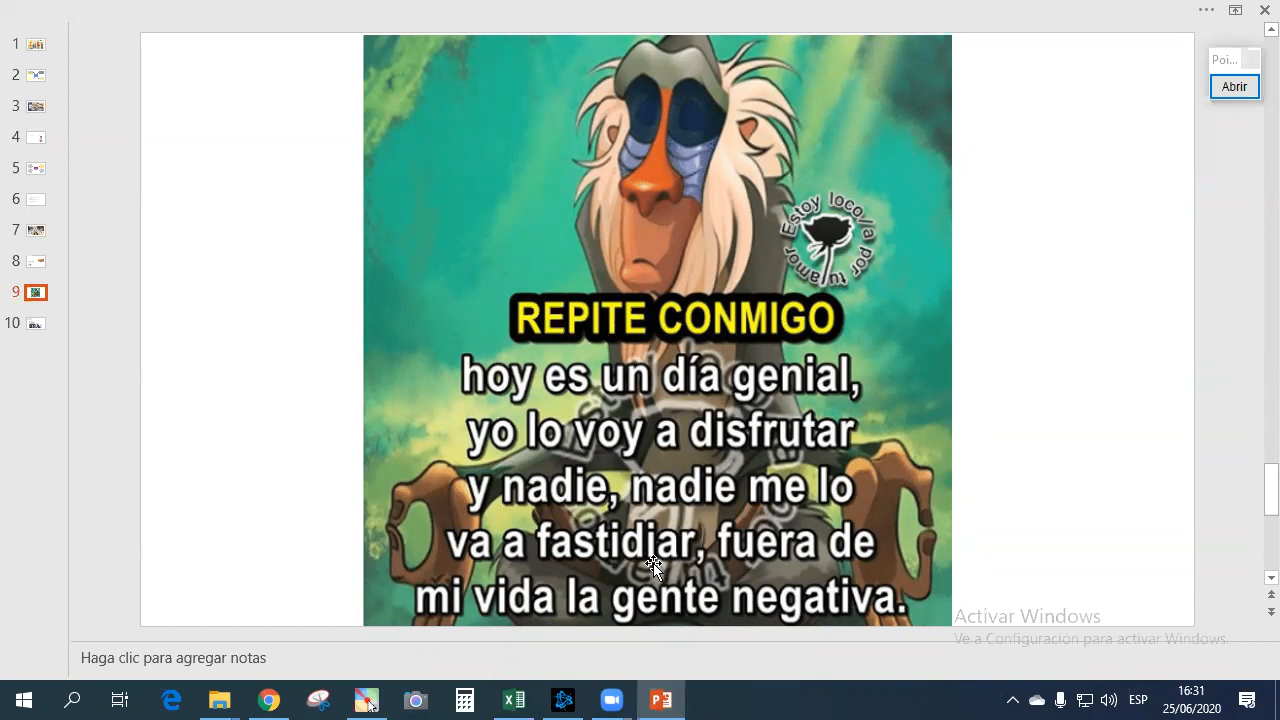 1
2
3
4
5
6
7
8
9
10
Poi...
Abrir
Estoy loco/a por tu amor
REPITE CONMIGO
hoy es un día genial,
yo lo voy a disfrutar
y nadie, nadie me lo
va a fastidiar, fuera de
mi vida la gente negativa.
Activar Windows
Ve a Configuración para activar Windows.
Haga clic para agregar notas
ESP
16:31
25/06/2020